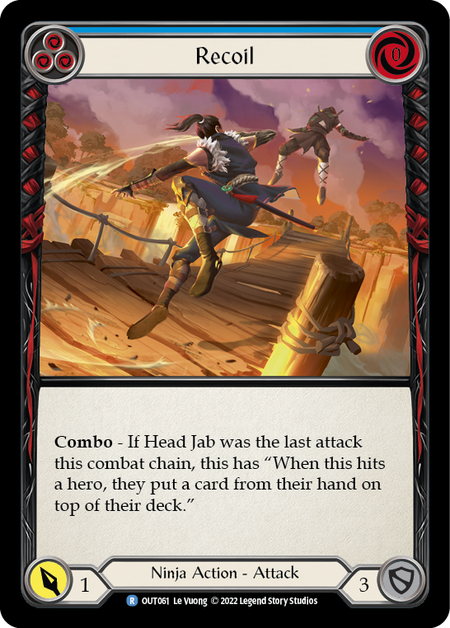 Recoil
0
Combo - If Head Jab was the last attack
this combat chain, this has “When this hits
a hero, they put a card from their hand on
top of their deck.”
1
Ninja Action - Attack
3
R OUT061 Le Vuong © 2022 Legend Story Studios